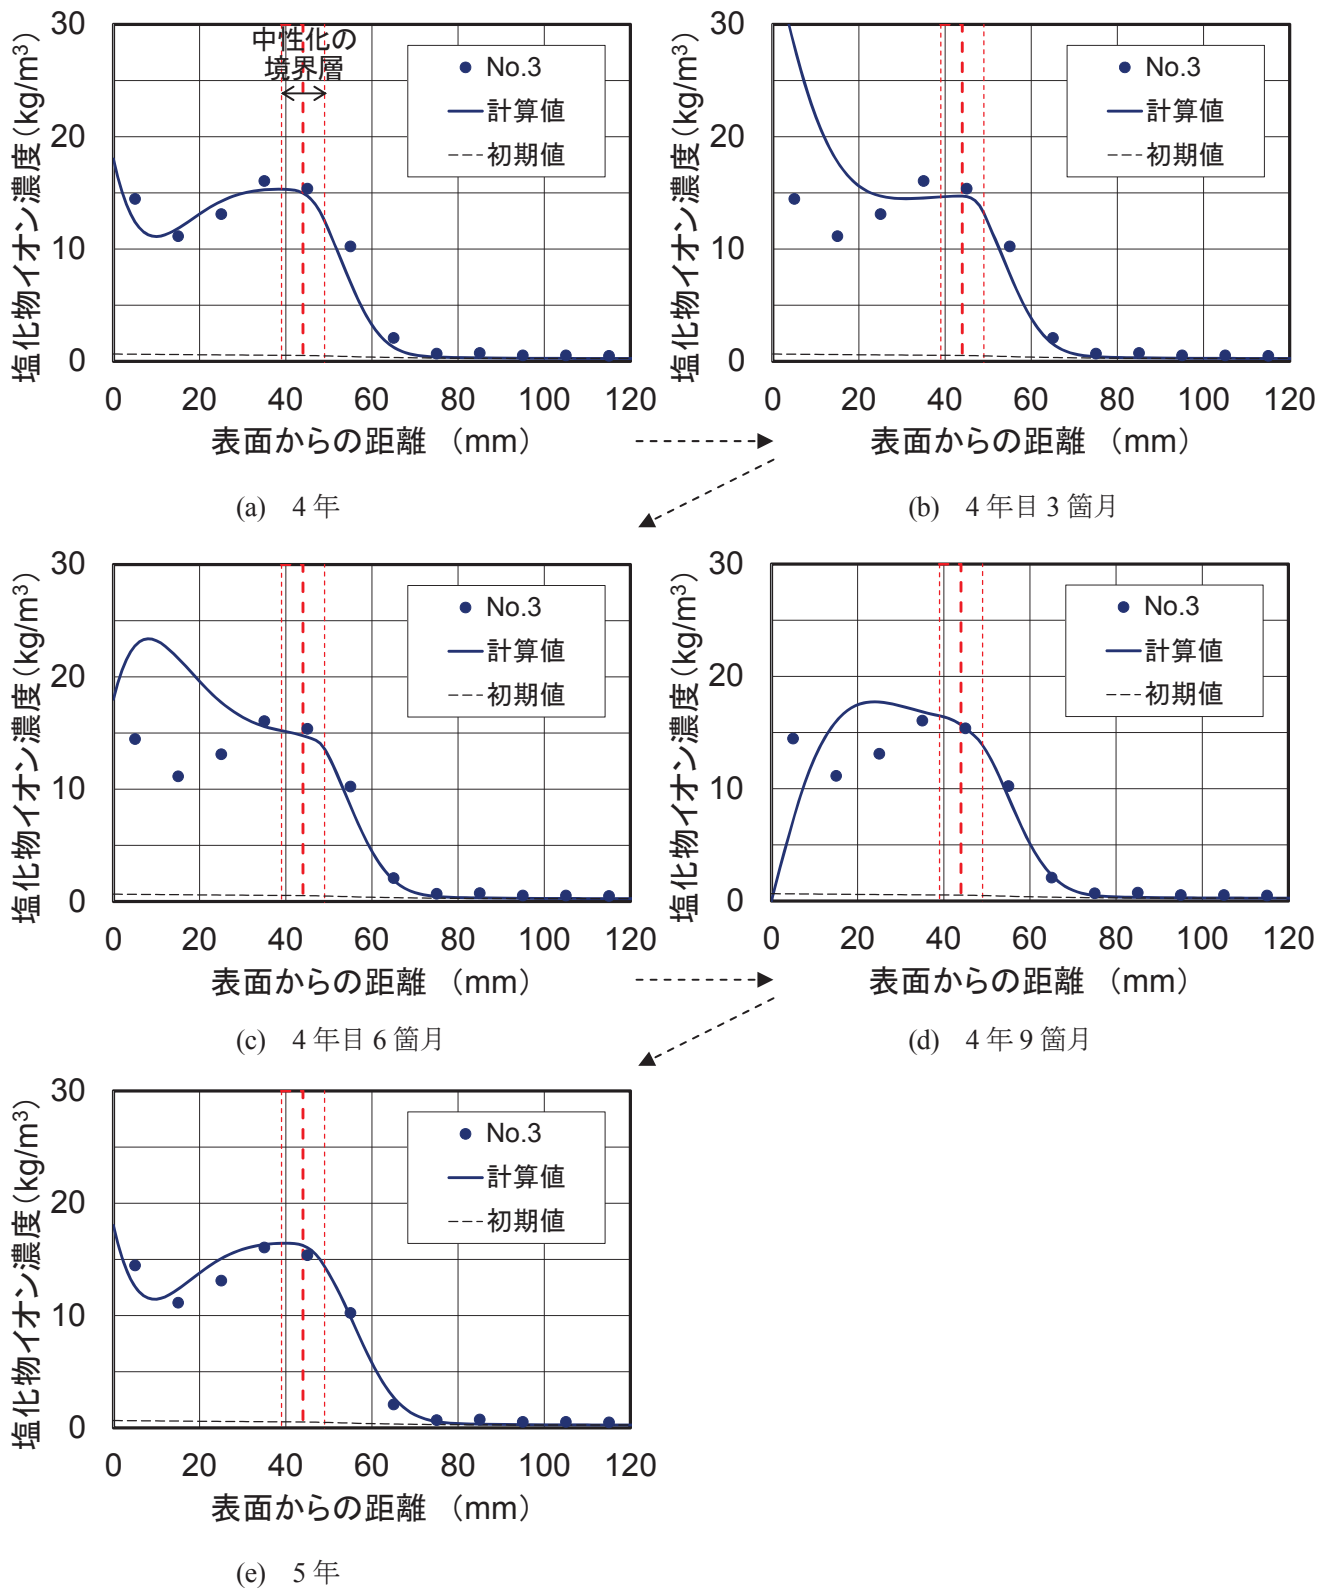 塩化物イオン濃度(kg/m³)
30
20
10
0
中性化の
境界層
No.3
計算値
初期値
0 20 40 60 80 100 120
表面からの距離 (mm)
(a) 4年
塩化物イオン濃度(kg/m³)
30
20
10
0
No.3
計算値
初期値
0 20 40 60 80 100 120
表面からの距離 (mm)
(b) 4年目3箇月
塩化物イオン濃度(kg/m³)
30
20
10
0
No.3
計算値
初期値
0 20 40 60 80 100 120
表面からの距離 (mm)
(c) 4年目6箇月
塩化物イオン濃度(kg/m³)
30
20
10
0
No.3
計算値
初期値
0 20 40 60 80 100 120
表面からの距離 (mm)
(d) 4年9箇月
塩化物イオン濃度(kg/m³)
30
20
10
0
No.3
計算値
初期値
0 20 40 60 80 100 120
表面からの距離 (mm)
(e) 5年